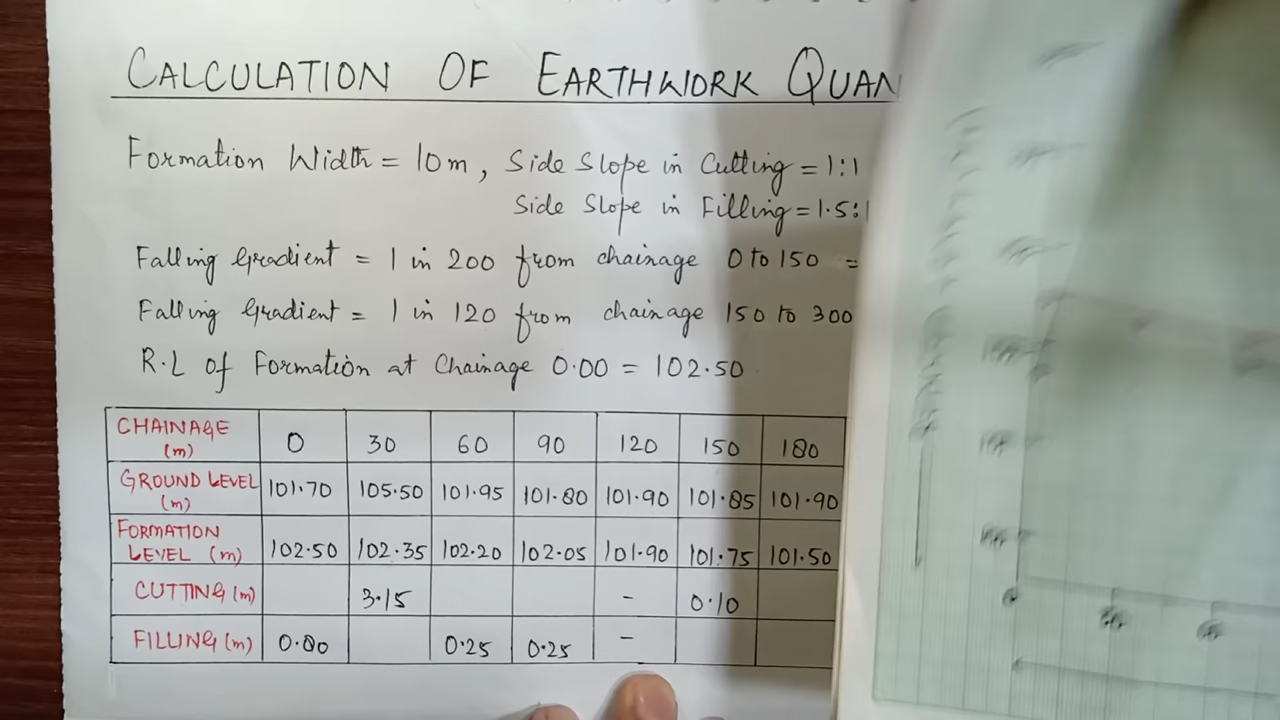 CALCULATION OF EARTHWORK QUAN
Formation Width = 10m, Side Slope in Cutting = 1:1
Side Slope in Filling = 1.5:1
Falling Gradient = 1 in 200 from chainage 0 to 150 =
Falling Gradient = 1 in 120 from chainage 150 to 300
R.L of Formation at Chainage 0.00 = 102.50
CHAINAGE (m) 0 30 60 90 120 150 180
GROUND LEVEL (m) 101.70 105.50 101.95 101.80 101.90 101.85 101.90
FORMATION LEVEL (m) 102.50 102.35 102.20 102.05 101.90 101.75 101.50
CUTTING (m) 3.15 - 0.10
FILLING (m) 0.80 0.25 0.25 -